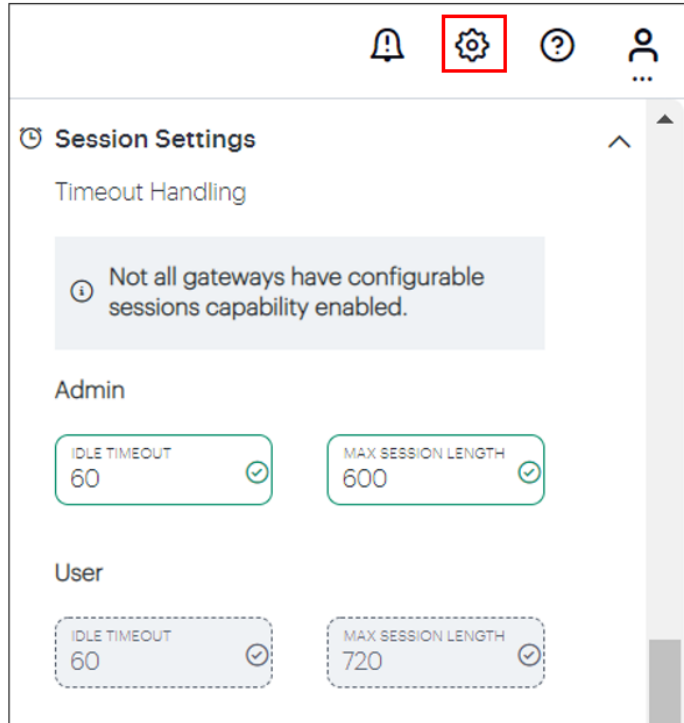 Session Settings
Timeout Handling
Not all gateways have configurable
sessions capability enabled.
Admin
IDLE TIMEOUT MAX SESSION LENGTH
60 600
User
IDLE TIMEOUT MAX SESSION LENGTH
60 720